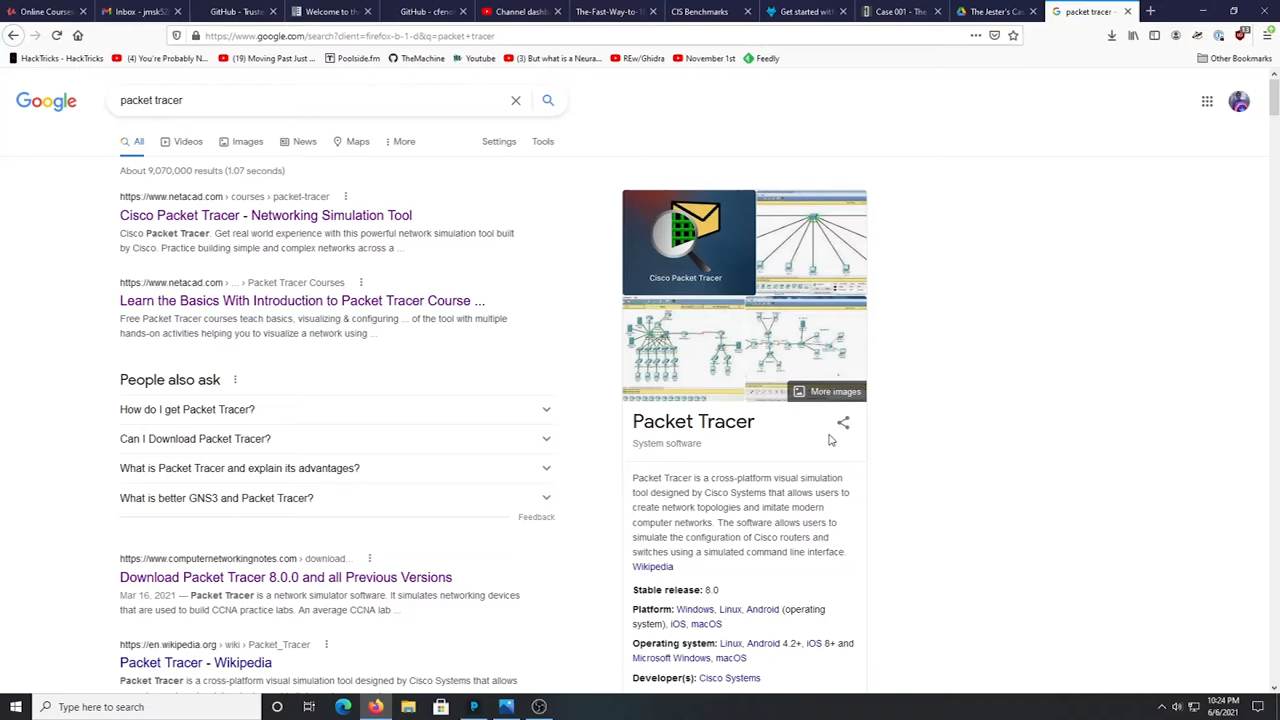 Online Courses
Inbox - jmsk52
GitHub - Truste
Welcome to the
GitHub - cfenol
Channel dashb
The-Fast-Way-to-
CIS Benchmarks
Get started with
Case 001 - The
The Jester's Ca
packet tracer -
https://www.google.com/search?client=firefox-b-1-d&q=packet+tracer
HackTricks - HackTricks
(4) You're Probably N...
(19) Moving Past Just ...
Poolside.fm
TheMachine
Youtube
(3) But what is a Neura...
REw/Ghidra
November 1st
Feedly
Other Bookmarks
Google
packet tracer
All
Videos
Images
News
Maps
More
Settings
Tools
About 9,070,000 results (1.07 seconds)
https://www.netacad.com › courses › packet-tracer
Cisco Packet Tracer - Networking Simulation Tool
Cisco Packet Tracer. Get real world experience with this powerful network simulation tool built
by Cisco. Practice building simple and complex networks across a ...
https://www.netacad.com › ... › Packet Tracer Courses
Learn the Basics With Introduction to Packet Tracer Course ...
Free Packet Tracer courses teach basics, visualizing & configuring ... of the tool with multiple
hands-on activities helping you to visualize a network using ...
People also ask
How do I get Packet Tracer?
Can I Download Packet Tracer?
What is Packet Tracer and explain its advantages?
What is better GNS3 and Packet Tracer?
Feedback
https://www.computernetworkingnotes.com › download...
Download Packet Tracer 8.0.0 and all Previous Versions
Mar 16, 2021 — Packet Tracer is a network simulator software. It simulates networking devices
that are used to build CCNA practice labs. An average CCNA lab ...
https://en.wikipedia.org › wiki › Packet_Tracer
Packet Tracer - Wikipedia
Packet Tracer is a cross-platform visual simulation tool designed by Cisco Systems that allows users
Cisco Packet Tracer
More images
Packet Tracer
System software
Packet Tracer is a cross-platform visual simulation
tool designed by Cisco Systems that allows users to
create network topologies and imitate modern
computer networks. The software allows users to
simulate the configuration of Cisco routers and
switches using a simulated command line interface.
Wikipedia
Stable release: 8.0
Platform: Windows, Linux, Android (operating
system), iOS, macOS
Operating system: Linux, Android 4.2+, iOS 8+ and
Microsoft Windows, macOS
Developer(s): Cisco Systems
Type here to search
10:24 PM
6/6/2021